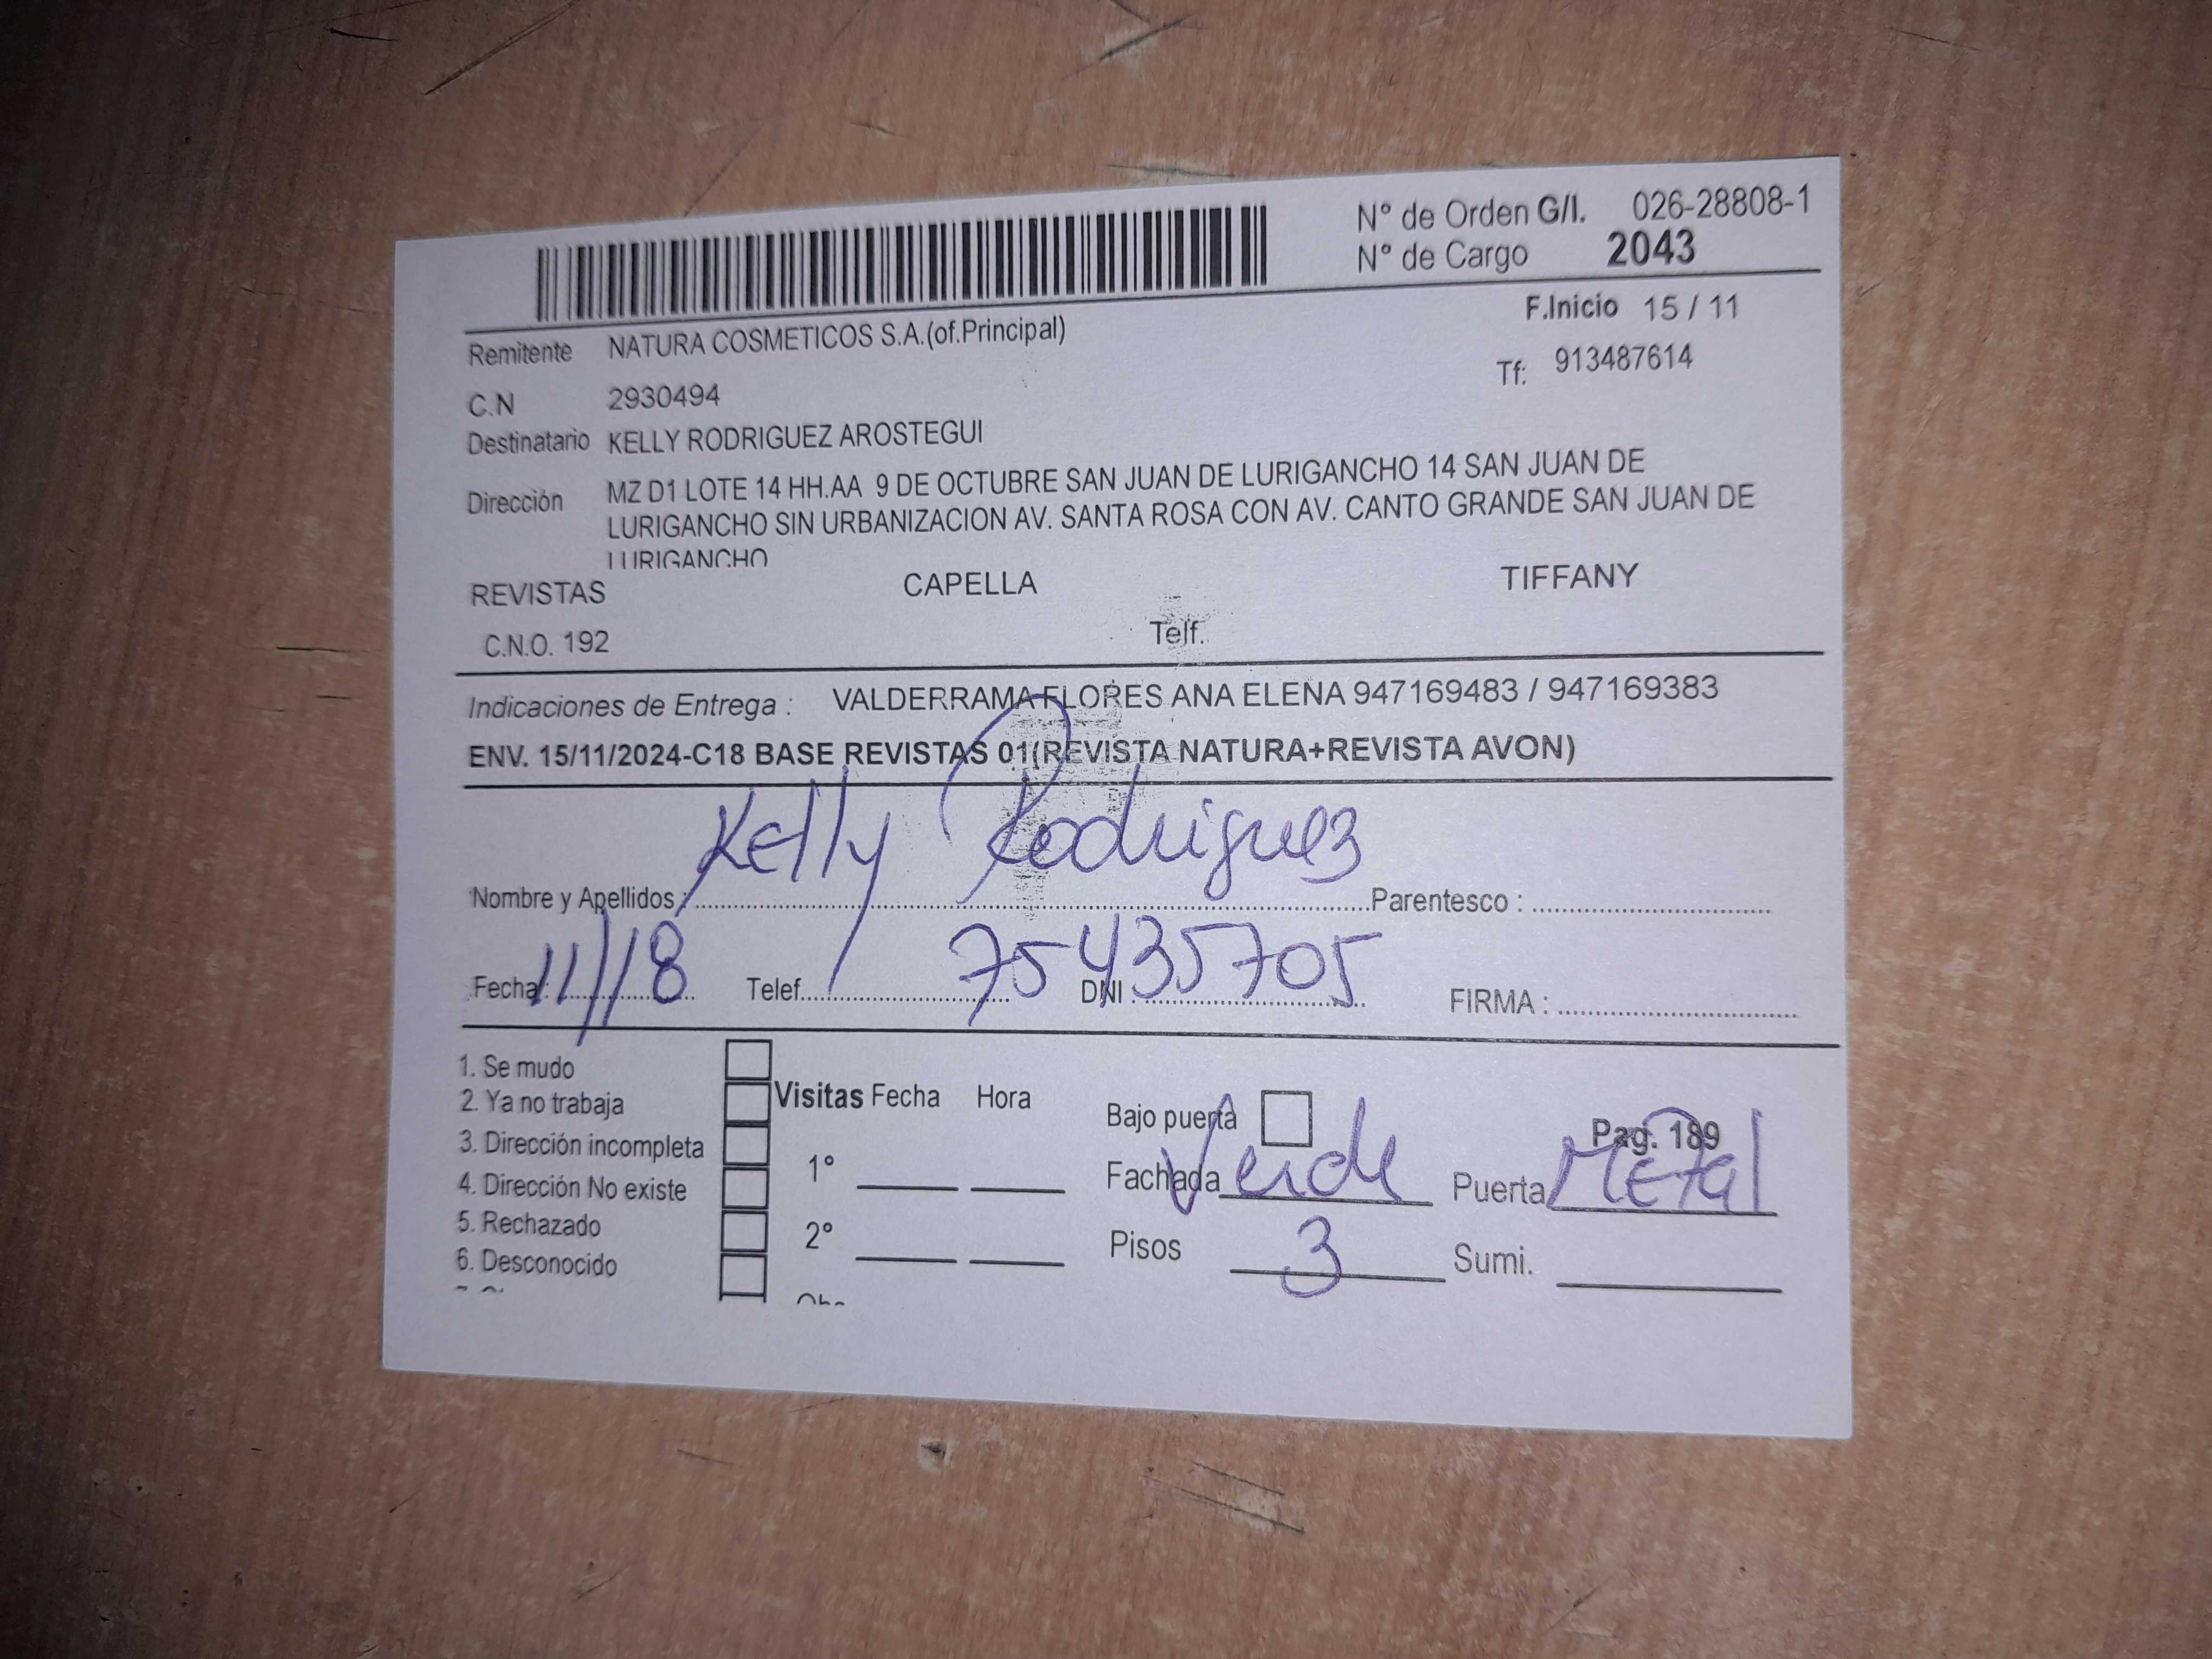 N° de Orden G/I. 026-28808-1
N° de Cargo 2043
F.Inicio 15 / 11
Remitente NATURA COSMETICOS S.A.(of.Principal)
Tf: 913487614
C.N 2930494
Destinatario KELLY RODRIGUEZ AROSTEGUI
Dirección MZ D1 LOTE 14 HH.AA 9 DE OCTUBRE SAN JUAN DE LURIGANCHO 14 SAN JUAN DE
LURIGANCHO SIN URBANIZACION AV. SANTA ROSA CON AV. CANTO GRANDE SAN JUAN DE
LURIGANCHO
REVISTAS CAPELLA TIFFANY
C.N.O. 192 Telf.
Indicaciones de Entrega : VALDERRAMA FLORES ANA ELENA 947169483 / 947169383
ENV. 15/11/2024-C18 BASE REVISTAS 01(REVISTA NATURA+REVISTA AVON)
Nombre y Apellidos : Kelly Rodriguez Parentesco :
Fecha : 11/18 Telef. DNI : 75435705 FIRMA :
1. Se mudo
2. Ya no trabaja
3. Dirección incompleta
4. Dirección No existe
5. Rechazado
6. Desconocido
Visitas Fecha Hora
1°
2°
Bajo puerta Pag. 189
Fachada Verde Puerta Metal
Pisos 3 Sumi.